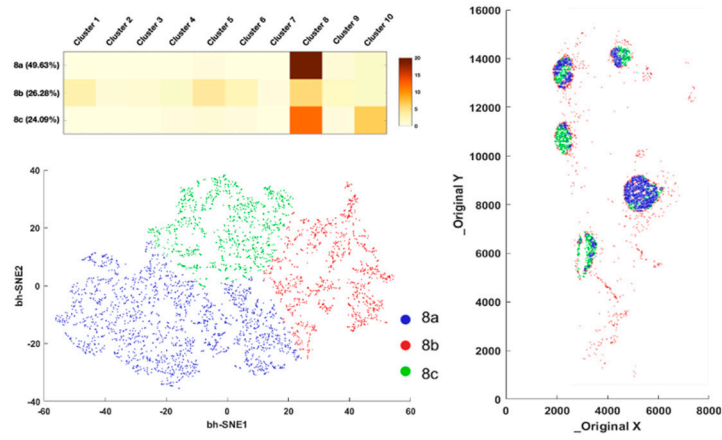 Cluster 1
Cluster 2
Cluster 3
Cluster 4
Cluster 5
Cluster 6
Cluster 7
Cluster 8
Cluster 9
Cluster 10
8a (49.63%)
8b (26.28%)
8c (24.09%)
20
15
10
5
0
40
20
0
-20
-40
bh-SNE2
-60
-40
-20
0
20
40
60
bh-SNE1
8a
8b
8c
16000
14000
12000
10000
8000
6000
4000
2000
0
_Original Y
0
2000
4000
6000
8000
_Original X